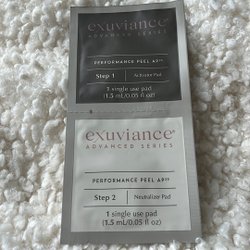 exuviance®
ADVANCED SERIES
PERFORMANCE PEEL AP25
Step 1 | Activator Pad
1 single use pad
(1.5 mL/0.05 fl oz)
exuviance®
ADVANCED SERIES
PERFORMANCE PEEL AP25
Step 2 | Neutralizer Pad
1 single use pad
(1.5 mL/0.05 fl oz)